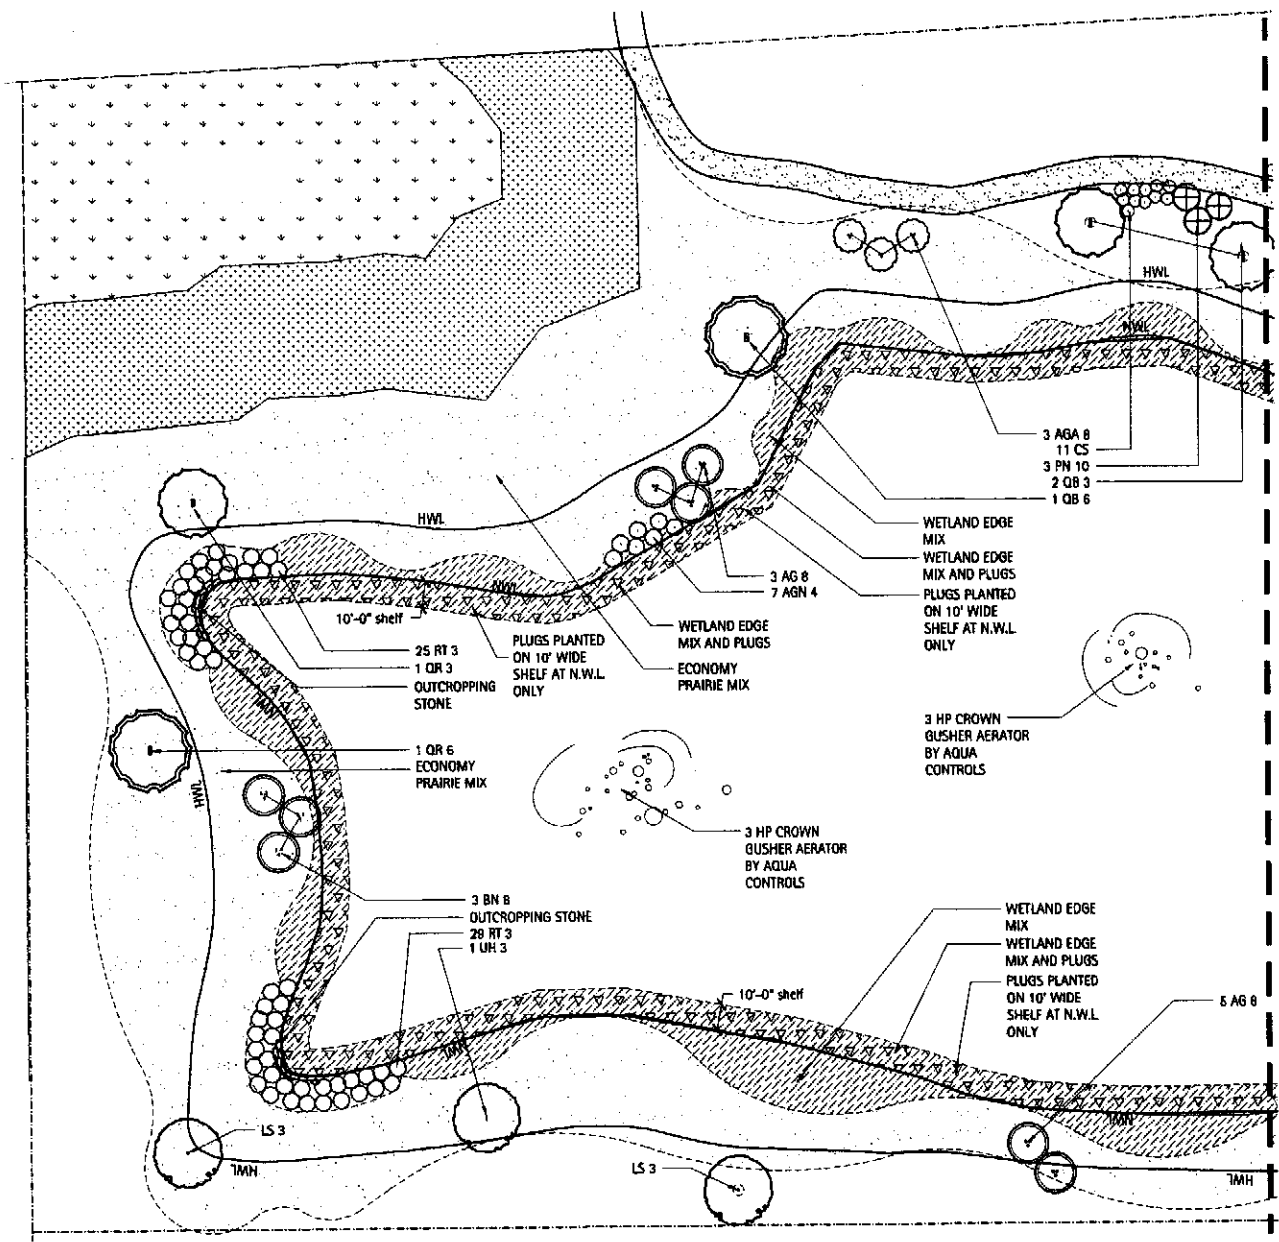 HWL
NWL
3 AGA 8
11 CS
3 PN 10
2 QB 3
1 QB 6
HWL
WETLAND EDGE
MIX
WETLAND EDGE
MIX AND PLUGS
PLUGS PLANTED
ON 10' WIDE
SHELF AT N.W.L.
ONLY
NWL
3 AG 8
7 AGN 4
10'-0" shelf
WETLAND EDGE
MIX AND PLUGS
PLUGS PLANTED
ON 10' WIDE
SHELF AT N.W.L.
ONLY
ECONOMY
PRAIRIE MIX
25 RT 3
1 QR 3
OUTCROPPING
STONE
NWL
3 HP CROWN
GUSHER AERATOR
BY AQUA
CONTROLS
1 QR 6
ECONOMY
PRAIRIE MIX
HWL
3 HP CROWN
GUSHER AERATOR
BY AQUA
CONTROLS
3 BN 8
OUTCROPPING STONE
29 RT 3
1 UH 3
WETLAND EDGE
MIX
WETLAND EDGE
MIX AND PLUGS
PLUGS PLANTED
ON 10' WIDE
SHELF AT N.W.L.
ONLY
10'-0" shelf
AG 8
NWL
NWL
LS 3
HWL
LS 3
HWL